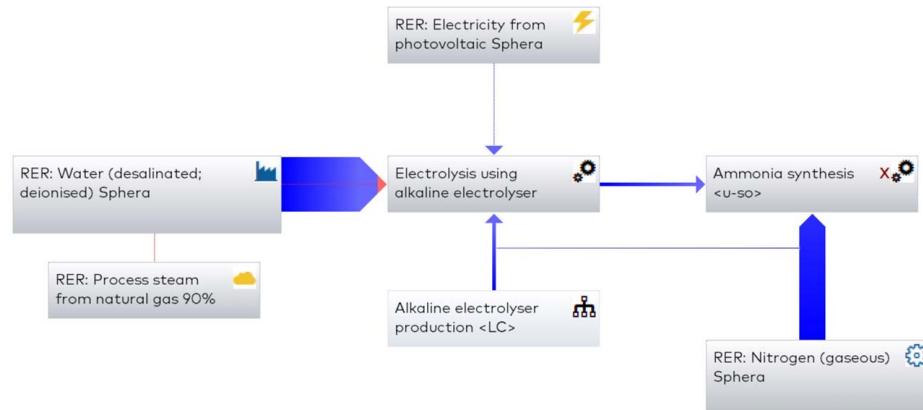 RER: Electricity from
photovoltaic Sphera
RER: Water (desalinated;
deionised) Sphera
Electrolysis using
alkaline electrolyser
Ammonia synthesis
<u-so>
X
RER: Process steam
from natural gas 90%
Alkaline electrolyser
production <LC>
RER: Nitrogen (gaseous)
Sphera